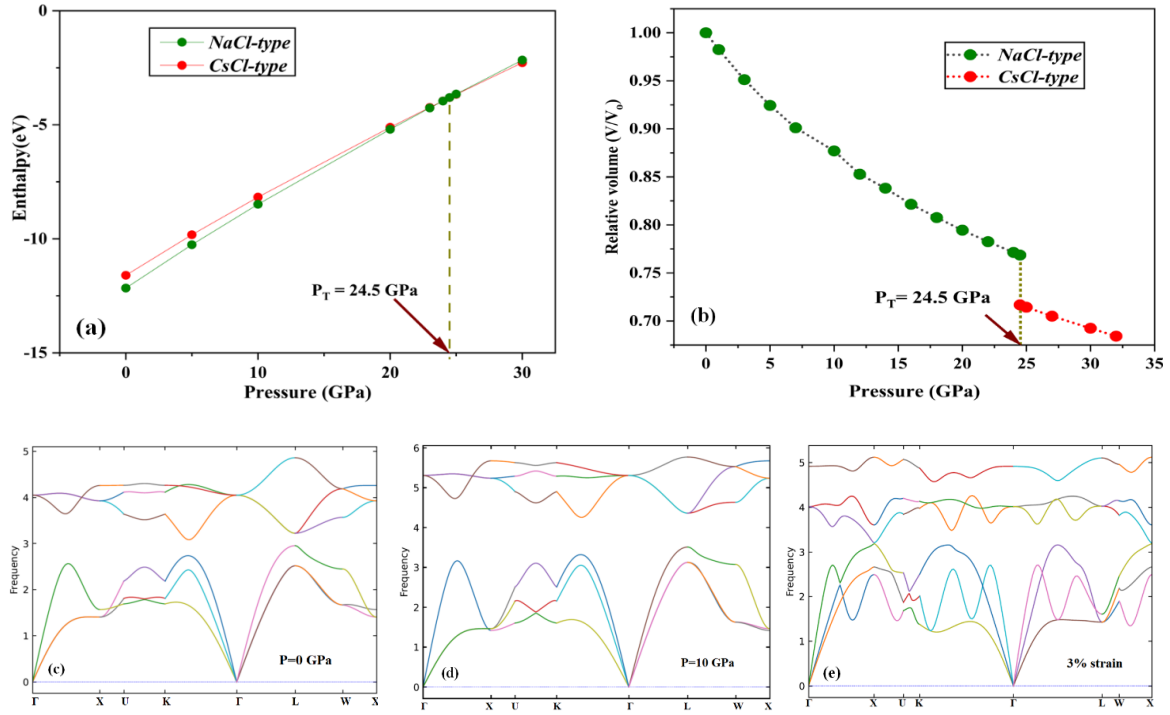 0
-5
-10
-15
Enthalpy(eV)
NaCl-type
CsCl-type
P_T = 24.5 GPa
(a)
0 5 10 15 20 25 30
Pressure (GPa)
1.00
0.95
0.90
0.85
0.80
0.75
0.70
Relative volume (V/V₀)
NaCl-type
CsCl-type
P_T= 24.5 GPa
(b)
0 5 10 15 20 25 30 35
Pressure (GPa)
5
4
3
2
1
0
Frequency
(c)
P=0 GPa
Γ X U K Γ L W X
6
5
4
3
2
1
0
Frequency
(d)
P=10 GPa
Γ X U K Γ L W X
5
4
3
2
1
0
Frequency
(e)
3% strain
Γ X U K Γ L W X